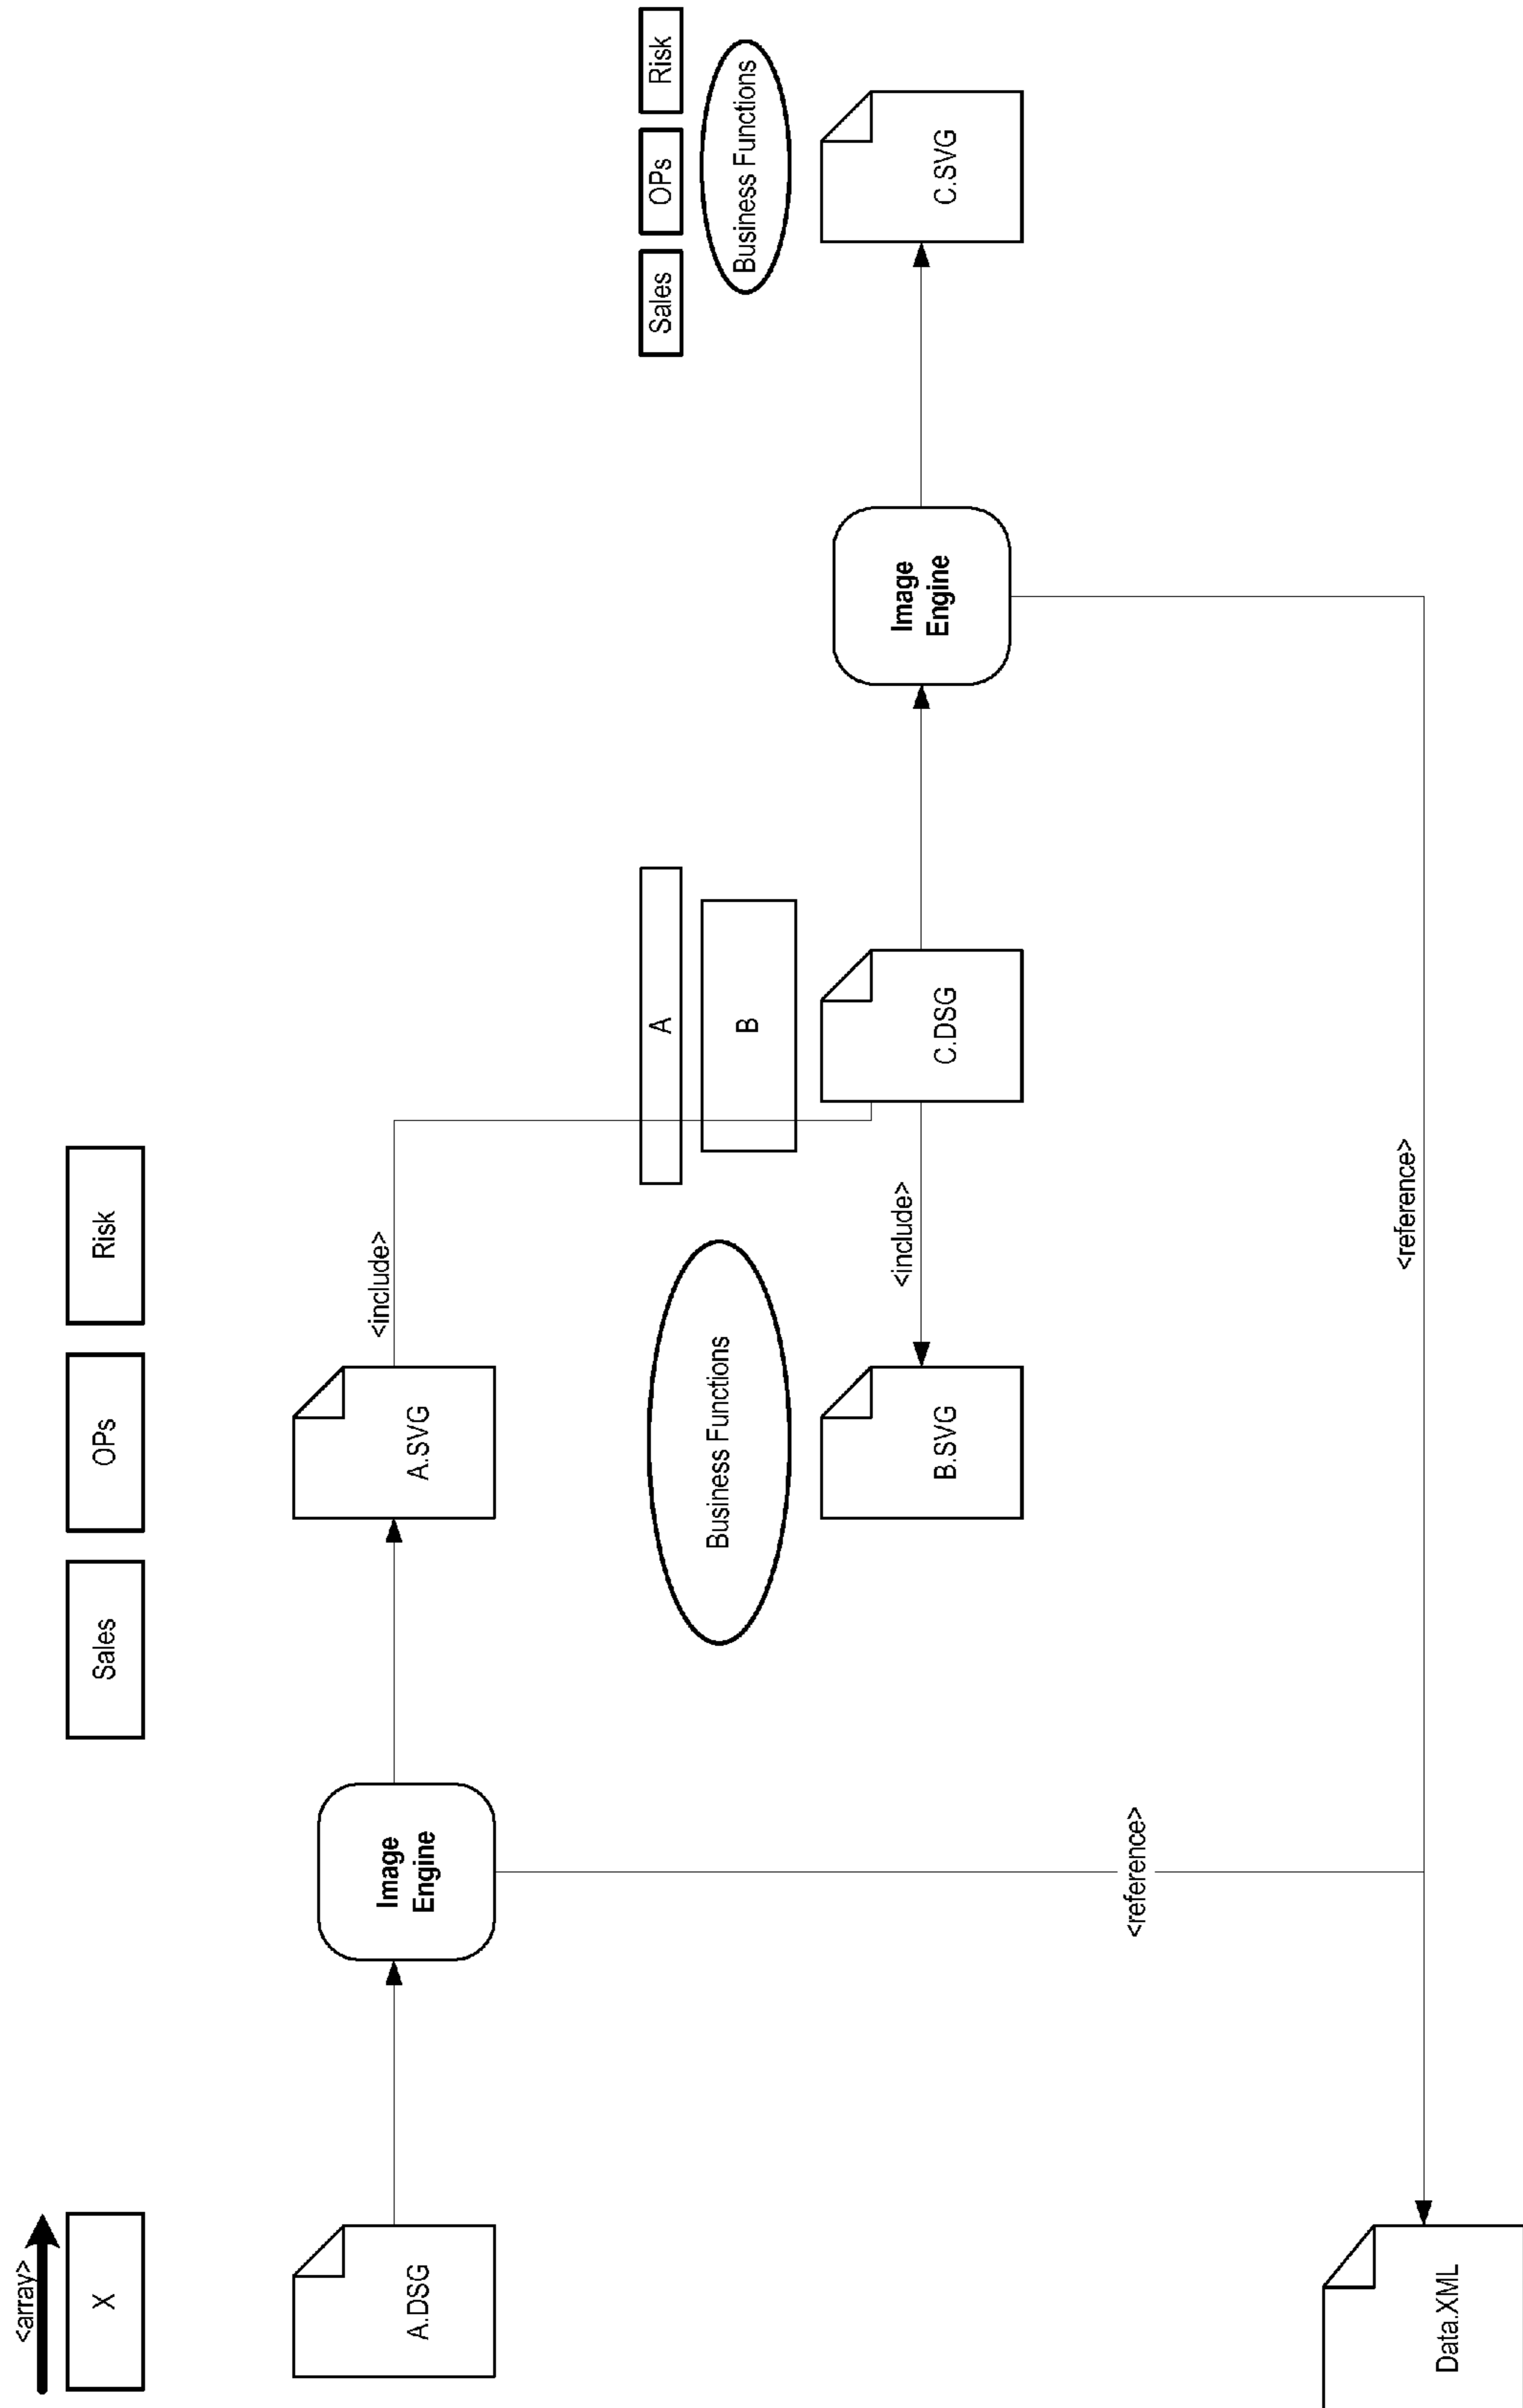 <array>
X
Sales
OPs
Risk
A.DSG
Image
Engine
A.SVG
<include>
Business Functions
A
B
Sales
OPs
Risk
Business Functions
B.SVG
<include>
C.DSG
Image
Engine
C.SVG
<reference>
<reference>
Data.XML